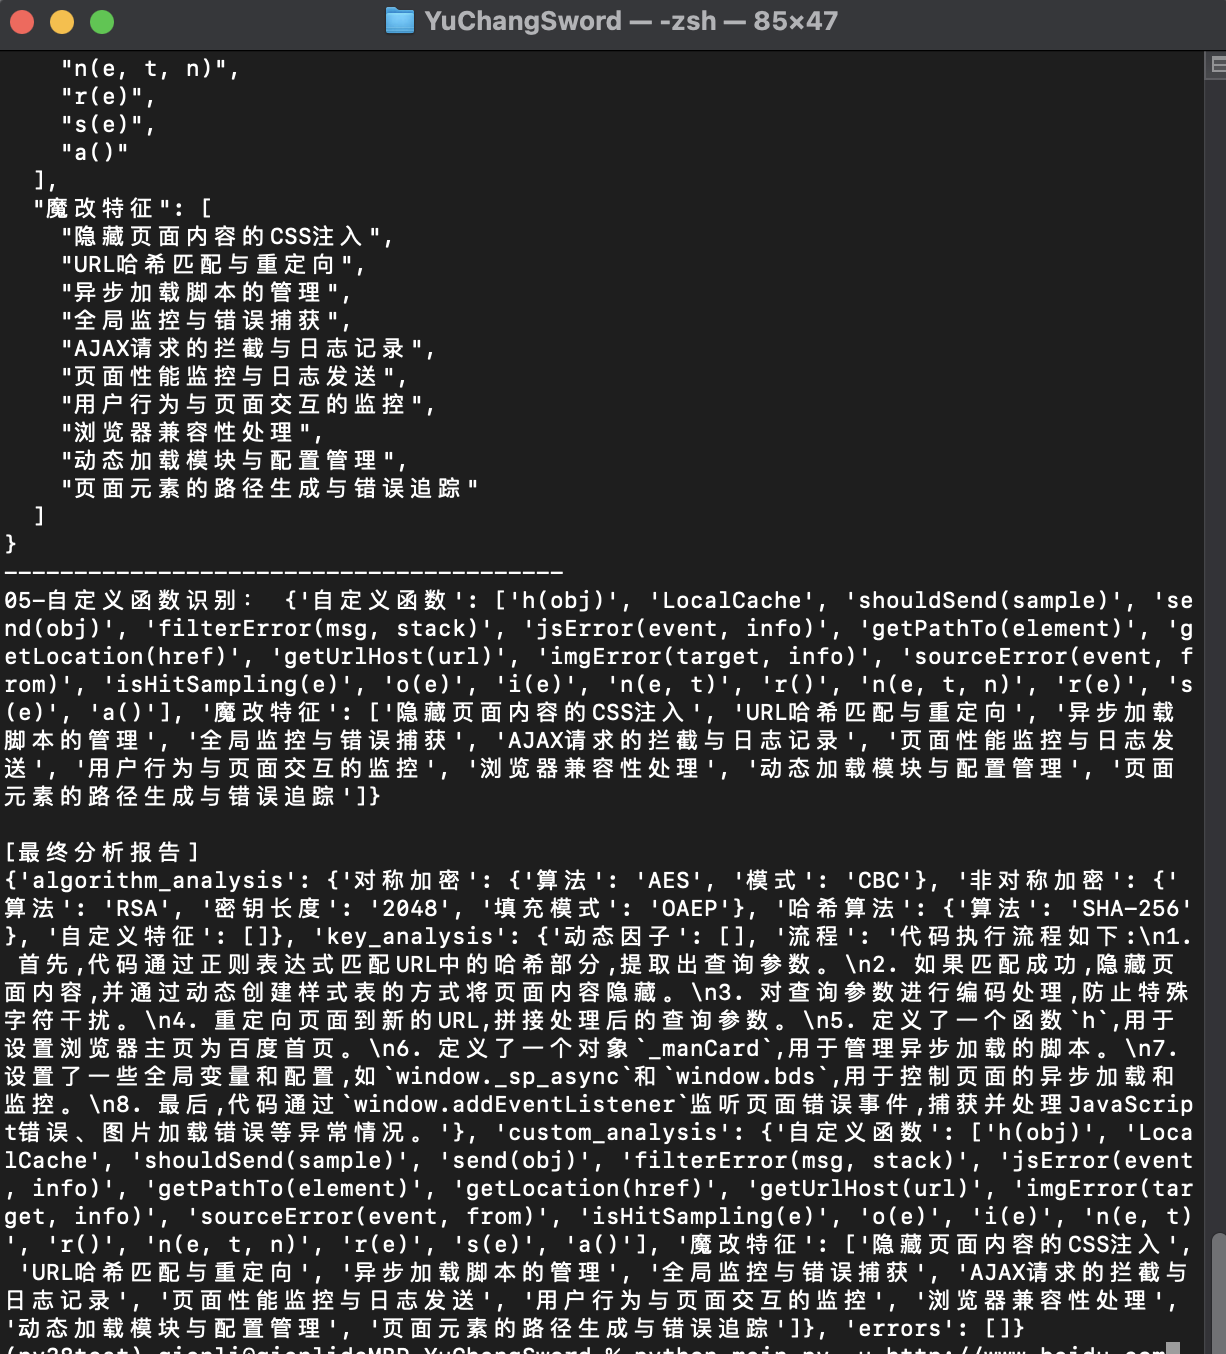 YuChangSword — -zsh — 85×47
"n(e, t, n)",
"r(e)",
"s(e)",
"a()"
],
"魔改特征": [
"隐藏页面内容的CSS注入",
"URL哈希匹配与重定向",
"异步加载脚本的管理",
"全局监控与错误捕获",
"AJAX请求的拦截与日志记录",
"页面性能监控与日志发送",
"用户行为与页面交互的监控",
"浏览器兼容性处理",
"动态加载模块与配置管理",
"页面元素的路径生成与错误追踪"
]
}
----------------------------------------
05-自定义函数识别: {'自定义函数': ['h(obj)', 'LocalCache', 'shouldSend(sample)', 'se
nd(obj)', 'filterError(msg, stack)', 'jsError(event, info)', 'getPathTo(element)', 'g
etLocation(href)', 'getUrlHost(url)', 'imgError(target, info)', 'sourceError(event, f
rom)', 'isHitSampling(e)', 'o(e)', 'i(e)', 'n(e, t)', 'r()', 'n(e, t, n)', 'r(e)', 's
(e)', 'a()'], '魔改特征': ['隐藏页面内容的CSS注入', 'URL哈希匹配与重定向', '异步加载
脚本的管理', '全局监控与错误捕获', 'AJAX请求的拦截与日志记录', '页面性能监控与日志发
送', '用户行为与页面交互的监控', '浏览器兼容性处理', '动态加载模块与配置管理', '页面
元素的路径生成与错误追踪']}
[最终分析报告]
{'algorithm_analysis': {'对称加密': {'算法': 'AES', '模式': 'CBC'}, '非对称加密': {'
算法': 'RSA', '密钥长度': '2048', '填充模式': 'OAEP'}, '哈希算法': {'算法': 'SHA-256'
}, '自定义特征': []}, 'key_analysis': {'动态因子': [], '流程': '代码执行流程如下:\n1.
首先,代码通过正则表达式匹配URL中的哈希部分,提取出查询参数。\n2. 如果匹配成功,隐藏页
面内容,并通过动态创建样式表的方式将页面内容隐藏。\n3. 对查询参数进行编码处理,防止特殊
字符干扰。\n4. 重定向页面到新的URL,拼接处理后的查询参数。\n5. 定义了一个函数`h`,用于
设置浏览器主页为百度首页。\n6. 定义了一个对象`_manCard`,用于管理异步加载的脚本。\n7.
设置了一些全局变量和配置,如`window._sp_async`和`window.bds`,用于控制页面的异步加载和
监控。\n8. 最后,代码通过`window.addEventListener`监听页面错误事件,捕获并处理JavaScrip
t错误、图片加载错误等异常情况。'}, 'custom_analysis': {'自定义函数': ['h(obj)', 'Loca
lCache', 'shouldSend(sample)', 'send(obj)', 'filterError(msg, stack)', 'jsError(event
, info)', 'getPathTo(element)', 'getLocation(href)', 'getUrlHost(url)', 'imgError(tar
get, info)', 'sourceError(event, from)', 'isHitSampling(e)', 'o(e)', 'i(e)', 'n(e, t)
', 'r()', 'n(e, t, n)', 'r(e)', 's(e)', 'a()'], '魔改特征': ['隐藏页面内容的CSS注入',
'URL哈希匹配与重定向', '异步加载脚本的管理', '全局监控与错误捕获', 'AJAX请求的拦截与
日志记录', '页面性能监控与日志发送', '用户行为与页面交互的监控', '浏览器兼容性处理',
'动态加载模块与配置管理', '页面元素的路径生成与错误追踪']}, 'errors': []}
YuChangSword % python main.py -u http://www.baidu.com